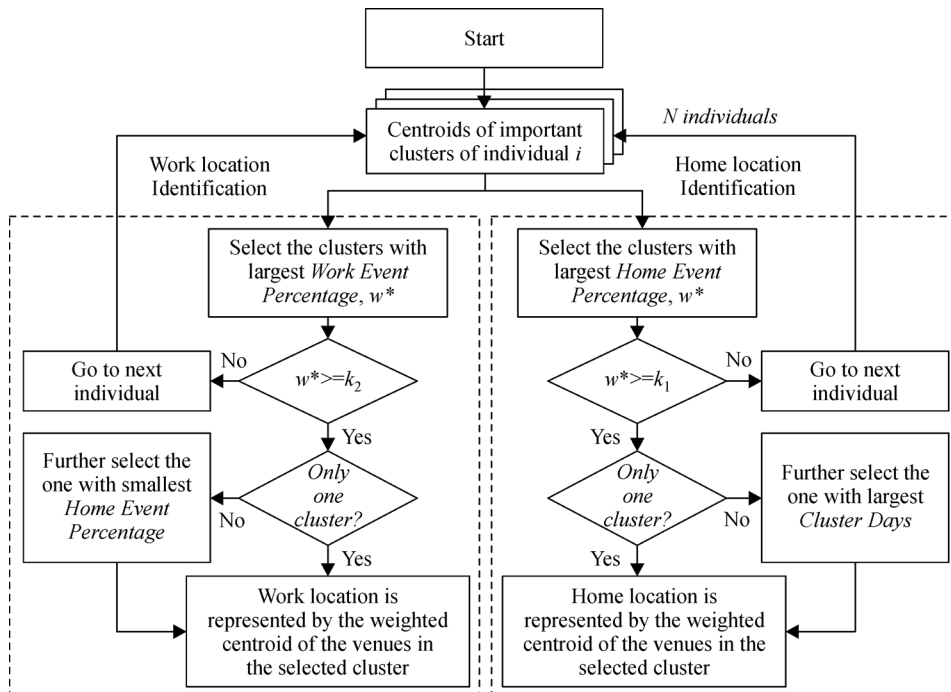 Start
Centroids of important
clusters of individual i
N individuals
Work location
Identification
Home location
Identification
Select the clusters with
largest Work Event
Percentage, w*
Select the clusters with
largest Home Event
Percentage, w*
Go to next
individual
No
w*>=k2
w*>=k1
No
Go to next
individual
Yes
Yes
Further select the
one with smallest
Home Event
Percentage
No
Only
one
cluster?
Only
one
cluster?
No
Further select the
one with largest
Cluster Days
Yes
Yes
Work location is
represented by the weighted
centroid of the venues in
the selected cluster
Home location is
represented by the weighted
centroid of the venues in the
selected cluster